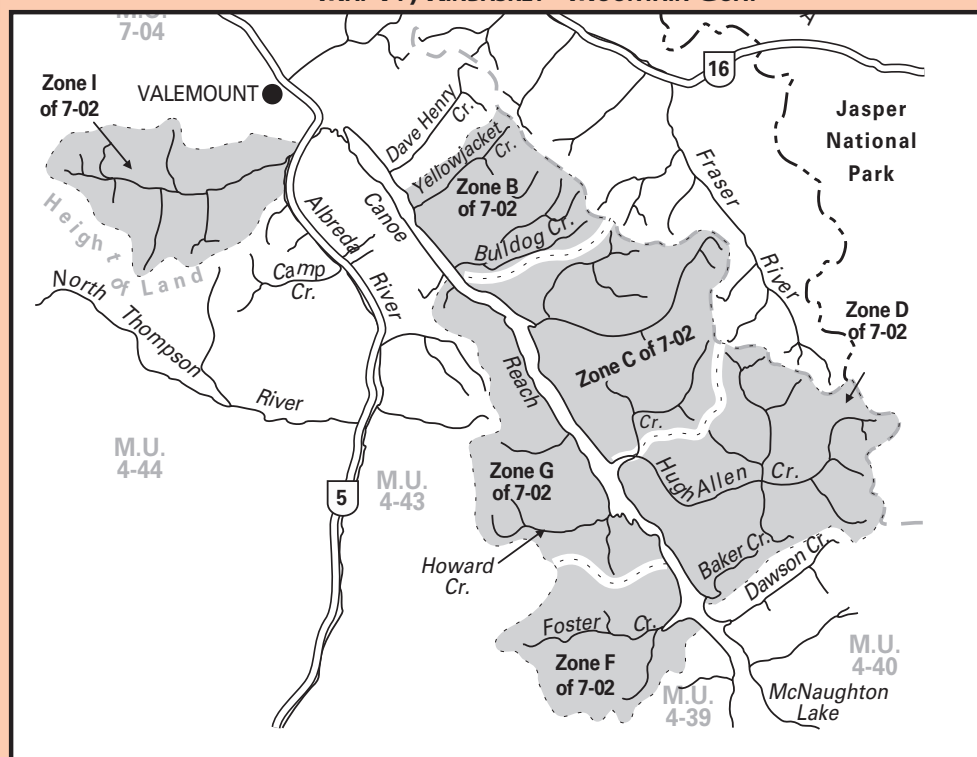 M.U.
7-04
16
Zone I
of 7-02
VALEMOUNT
Jasper
National
Park
Dave Henry
Cr.
Yellowjacket
Cr.
Zone B
of 7-02
Fraser
River
Canoe
Reach
Albreda
River
Bulldog Cr.
Height of Land
Camp
Cr.
North Thompson River
Zone D
of 7-02
Zone C of 7-02
Cr.
M.U.
4-44
M.U.
4-43
5
Zone G
of 7-02
Hugh Allen Cr.
Howard
Cr.
Baker Cr.
Dawson Cr.
Foster Cr.
Zone F
of 7-02
M.U.
4-40
M.U.
4-39
McNaughton
Lake